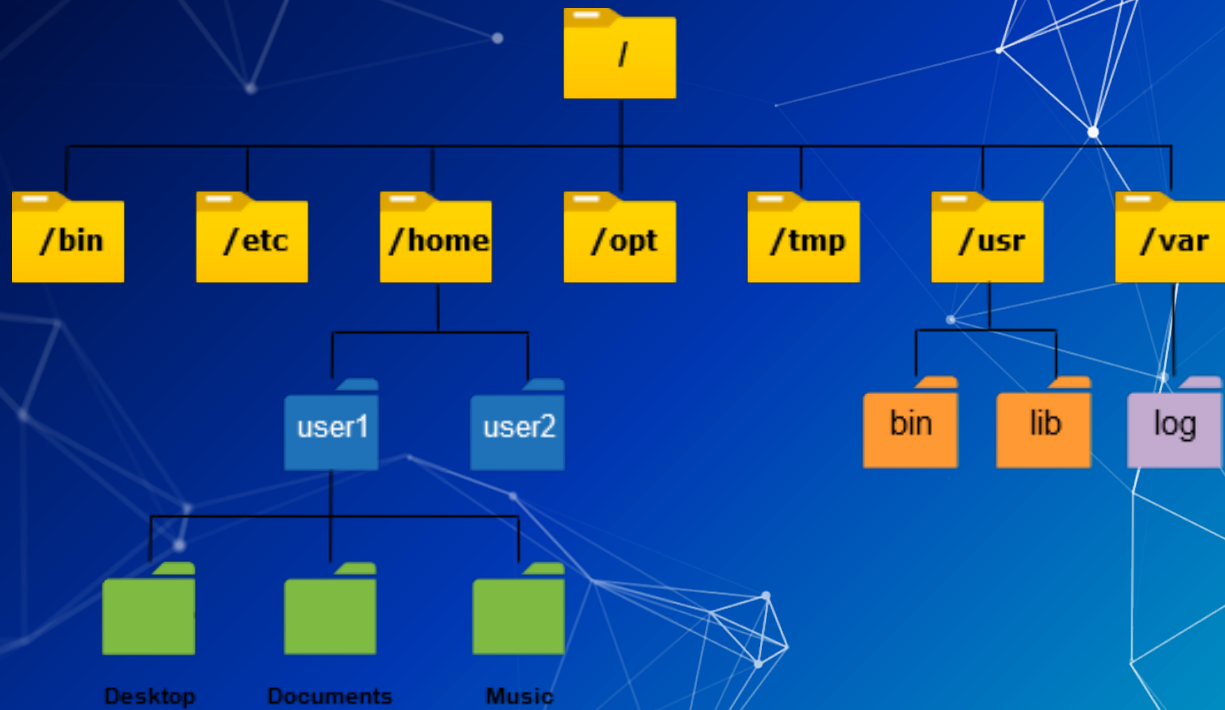 /
/bin
/etc
/home
/opt
/tmp
/usr
/var
user1
user2
bin
lib
log
Desktop
Documents
Music